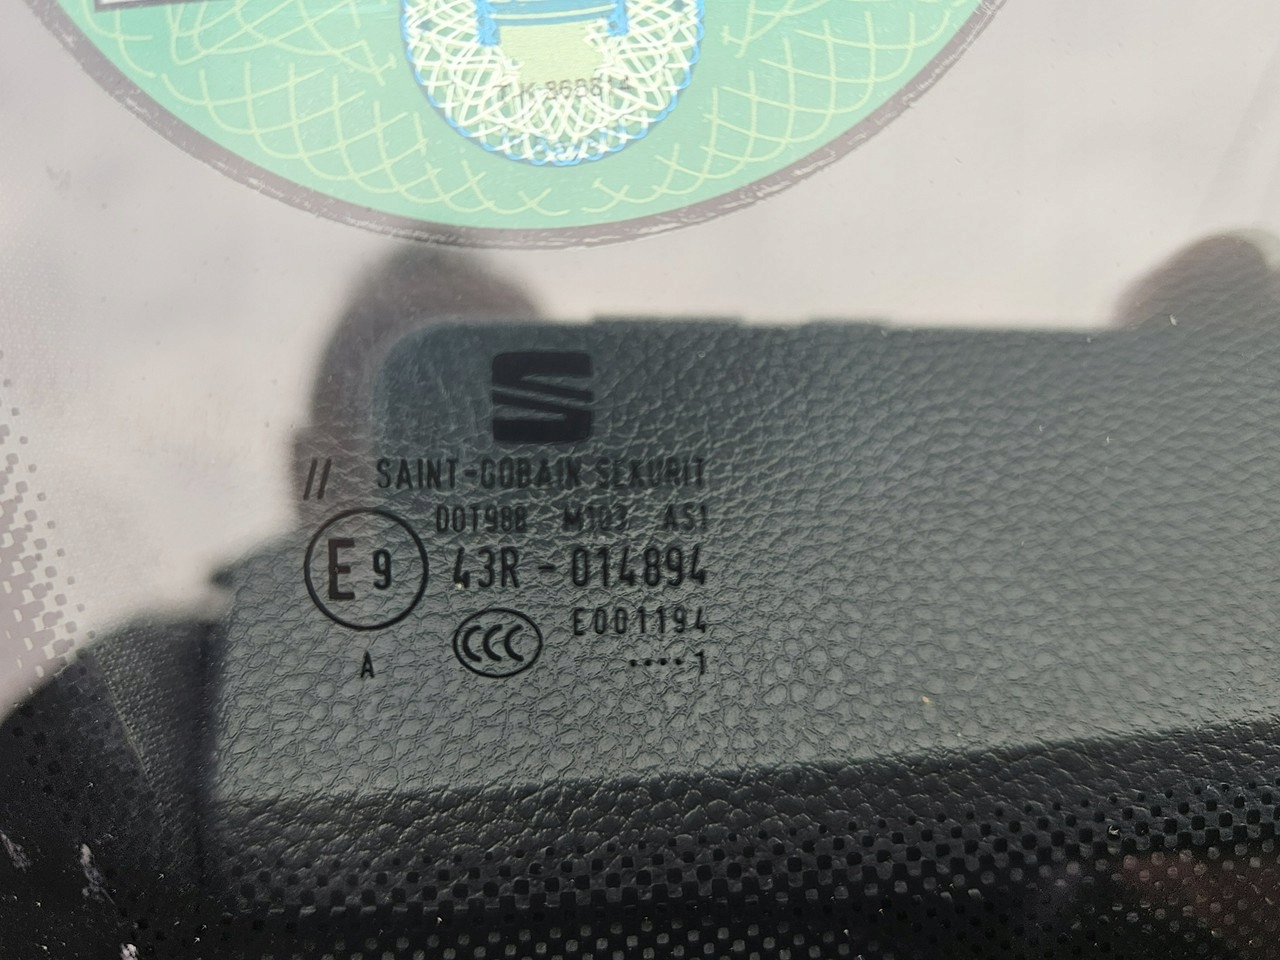 // SAINT-GOBAIN SEKURIT
DOT988 M103 AS1
E 9 43R - 014894
CCC E001194
A ···· 1